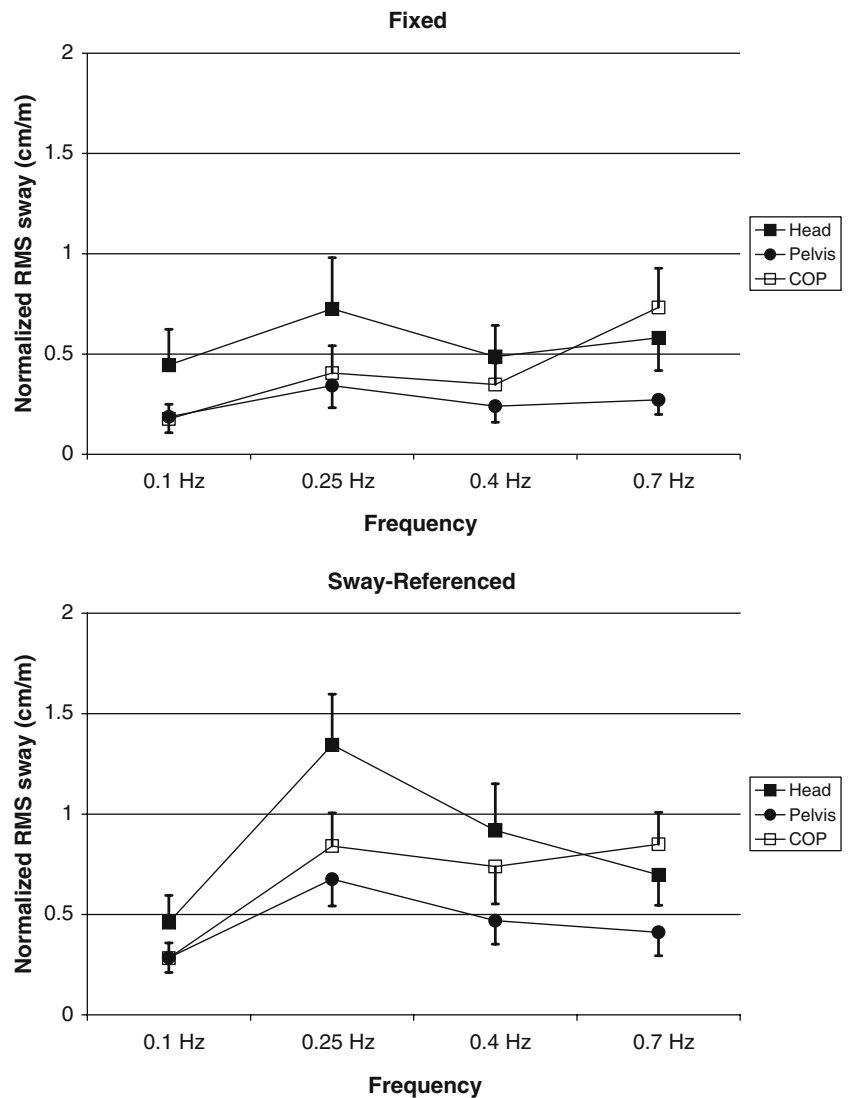 Fixed
Normalized RMS sway (cm/m)
2
1.5
1
0.5
0
0.1 Hz
0.25 Hz
0.4 Hz
0.7 Hz
Frequency
Head
Pelvis
COP
Sway-Referenced
Normalized RMS sway (cm/m)
2
1.5
1
0.5
0
0.1 Hz
0.25 Hz
0.4 Hz
0.7 Hz
Frequency
Head
Pelvis
COP